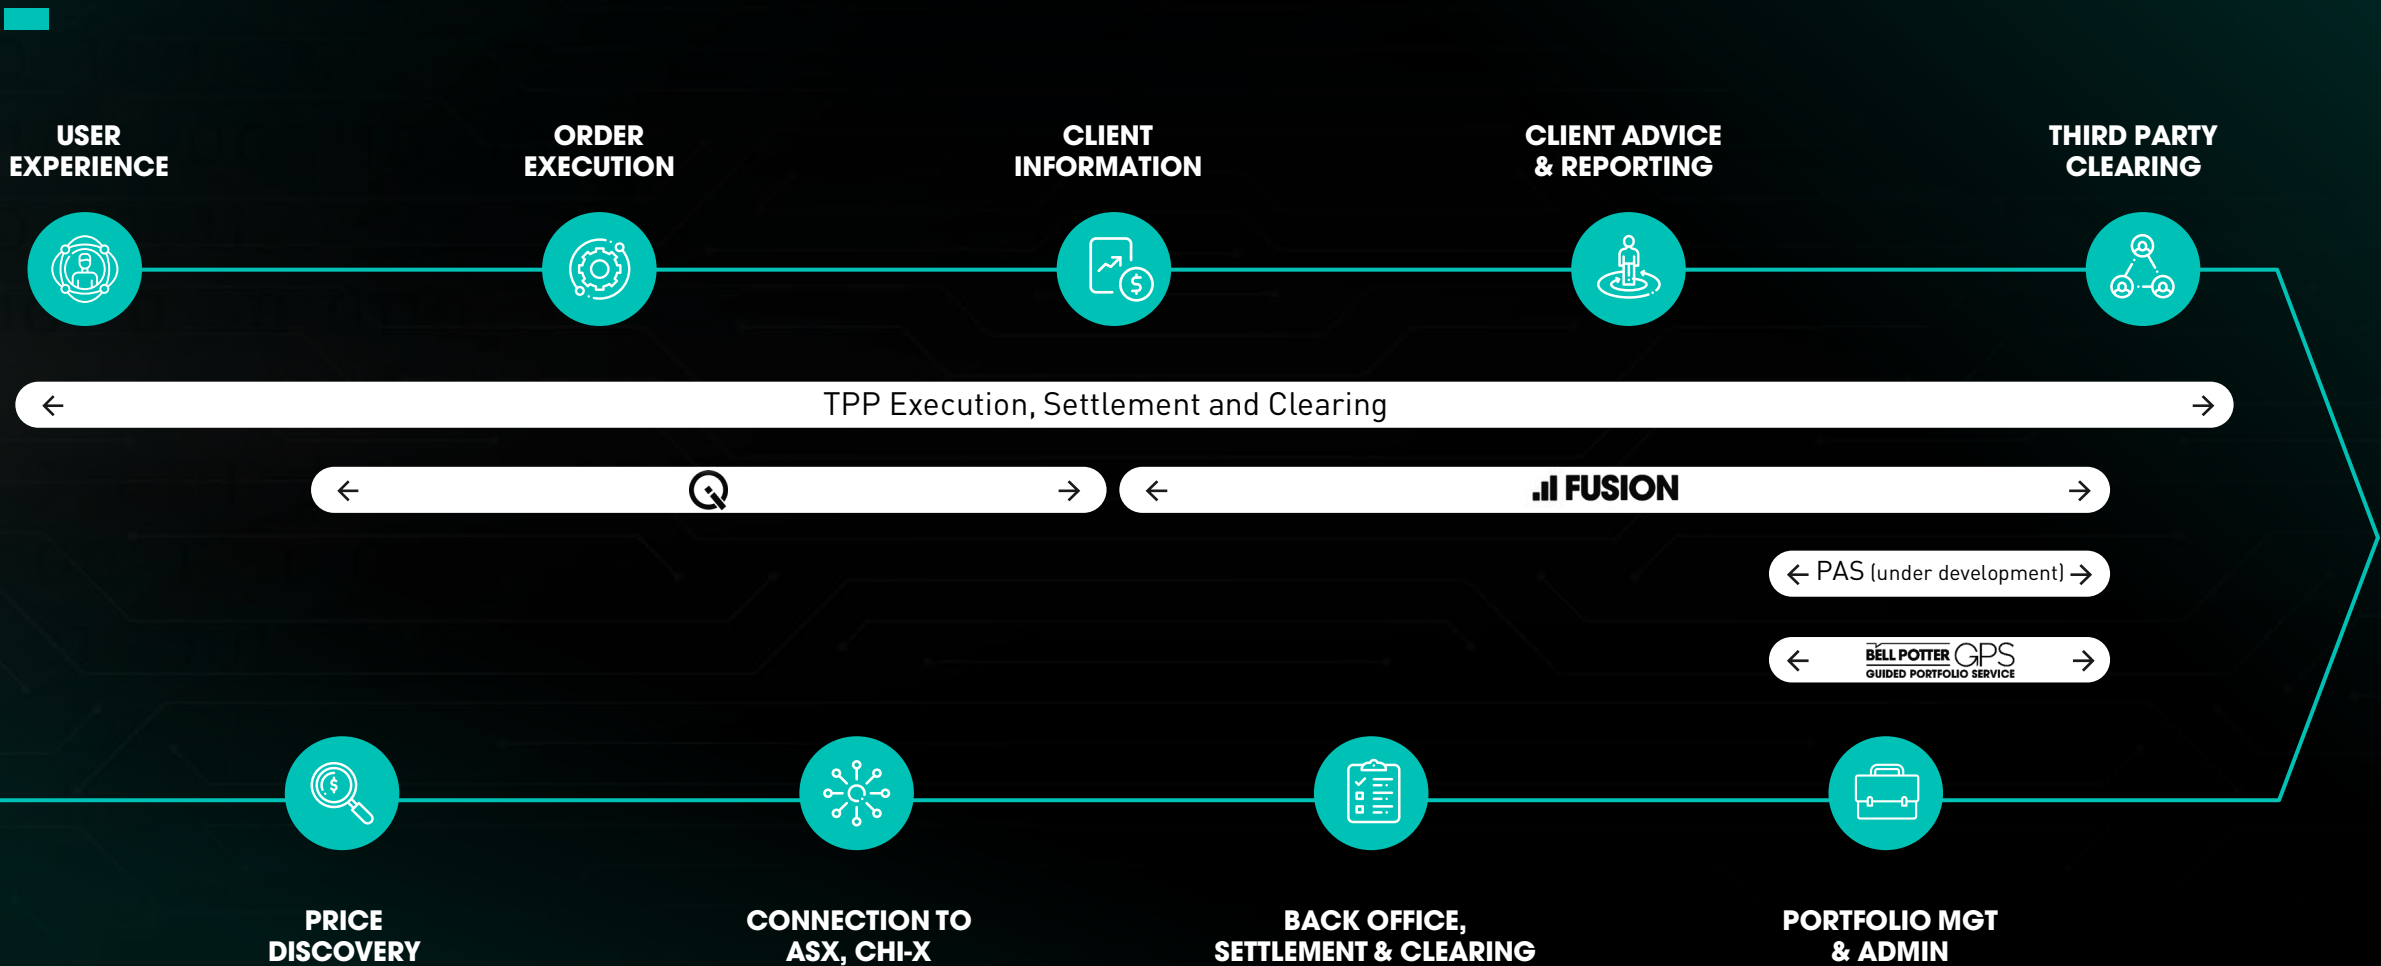 USER
EXPERIENCE
ORDER
EXECUTION
CLIENT
INFORMATION
CLIENT ADVICE
& REPORTING
THIRD PARTY
CLEARING
TPP Execution, Settlement and Clearing
Q
FUSION
PAS (under development)
BELL POTTER GPS
GUIDED PORTFOLIO SERVICE
PRICE
DISCOVERY
CONNECTION TO
ASX, CHI-X
BACK OFFICE,
SETTLEMENT & CLEARING
PORTFOLIO MGT
& ADMIN